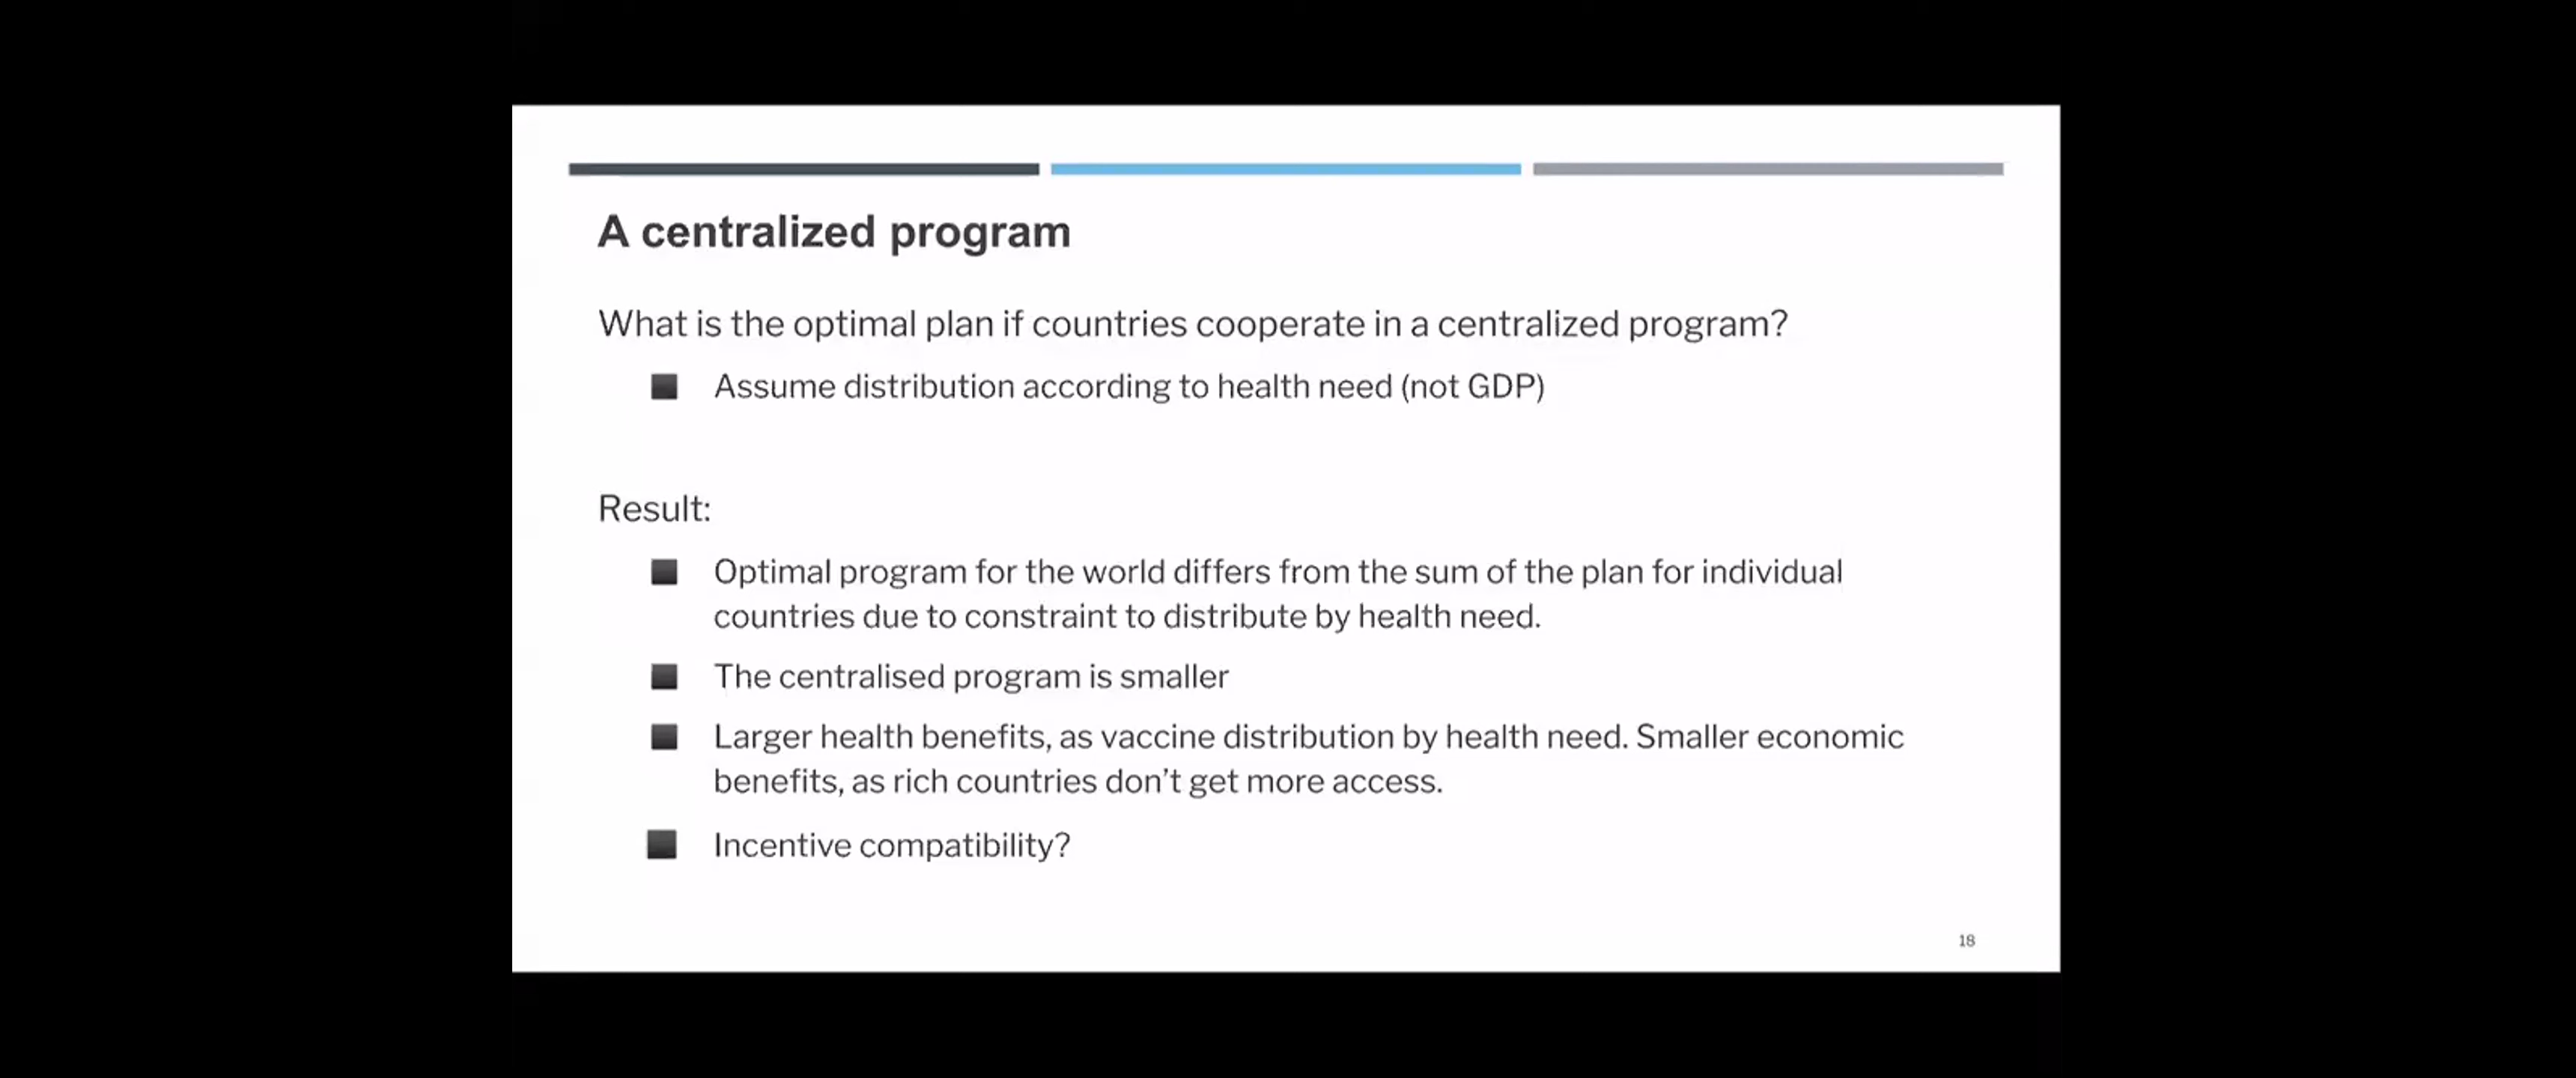 A centralized program
What is the optimal plan if countries cooperate in a centralized program?
Assume distribution according to health need (not GDP)
Result:
Optimal program for the world differs from the sum of the plan for individual
countries due to constraint to distribute by health need.
The centralised program is smaller
Larger health benefits, as vaccine distribution by health need. Smaller economic
benefits, as rich countries don't get more access.
Incentive compatibility?
18